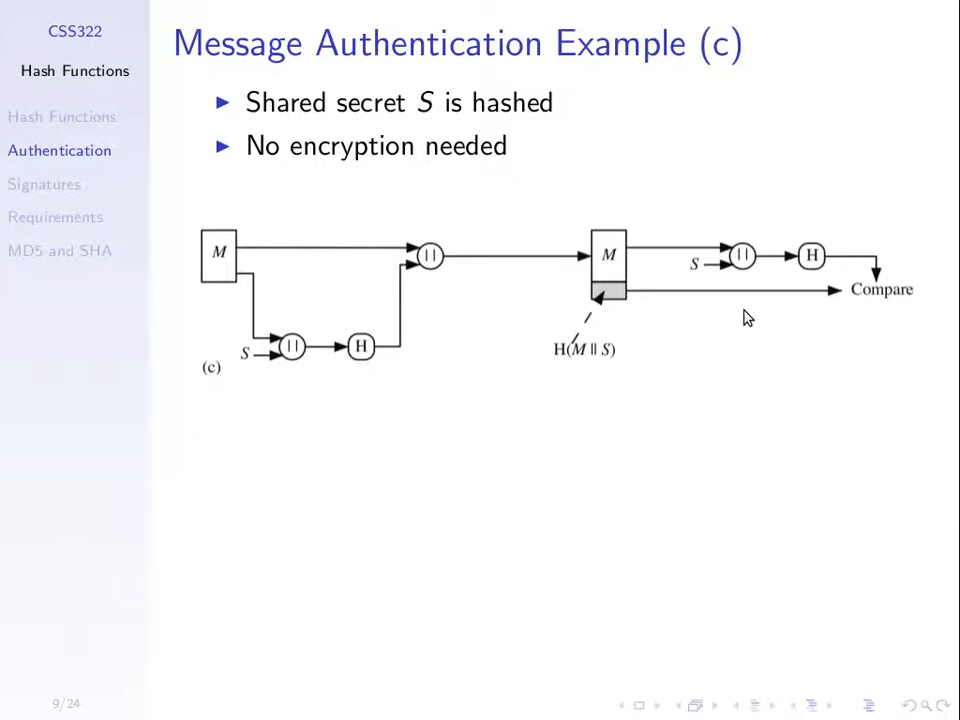 CSS322
Hash Functions
Hash Functions
Authentication
Signatures
Requirements
MD5 and SHA
9/24
Message Authentication Example (c)
Shared secret S is hashed
No encryption needed
M
||
S
||
H
(c)
M
H(M || S)
S
||
H
Compare